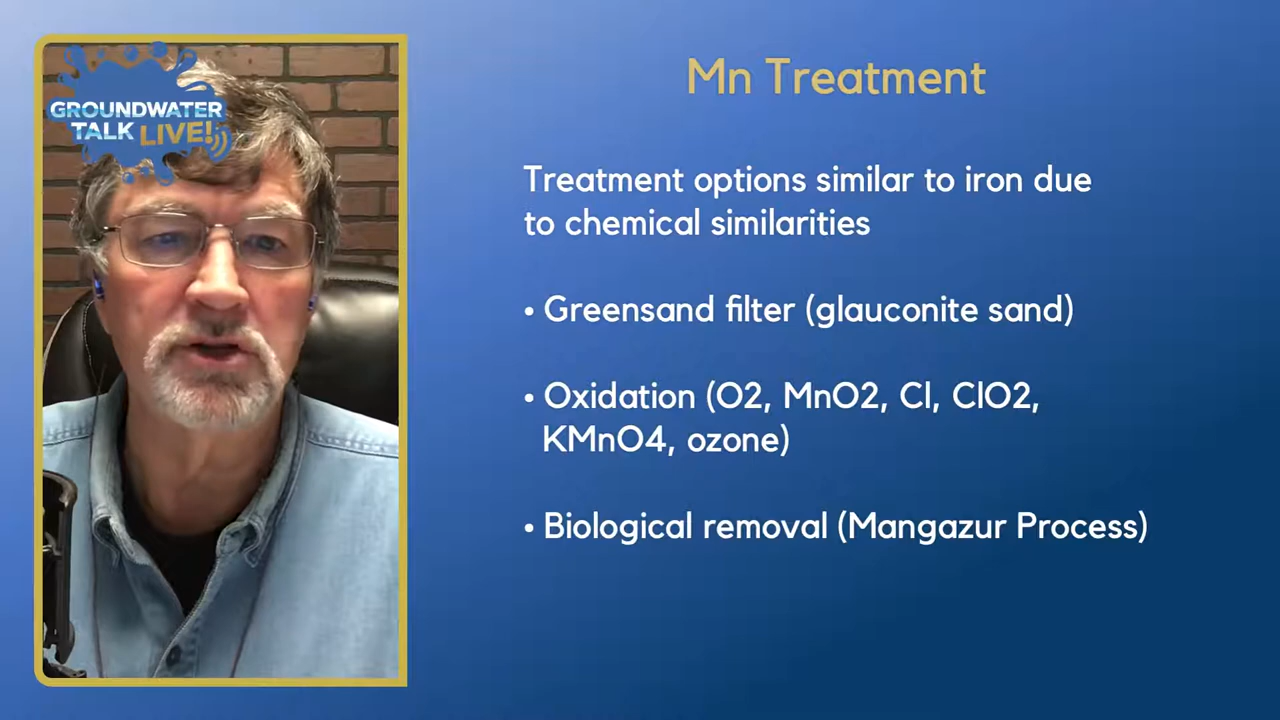 GROUNDWATER
TALK LIVE!
Mn Treatment
Treatment options similar to iron due
to chemical similarities
• Greensand filter (glauconite sand)
• Oxidation (O2, MnO2, Cl, ClO2,
KMnO4, ozone)
• Biological removal (Mangazur Process)